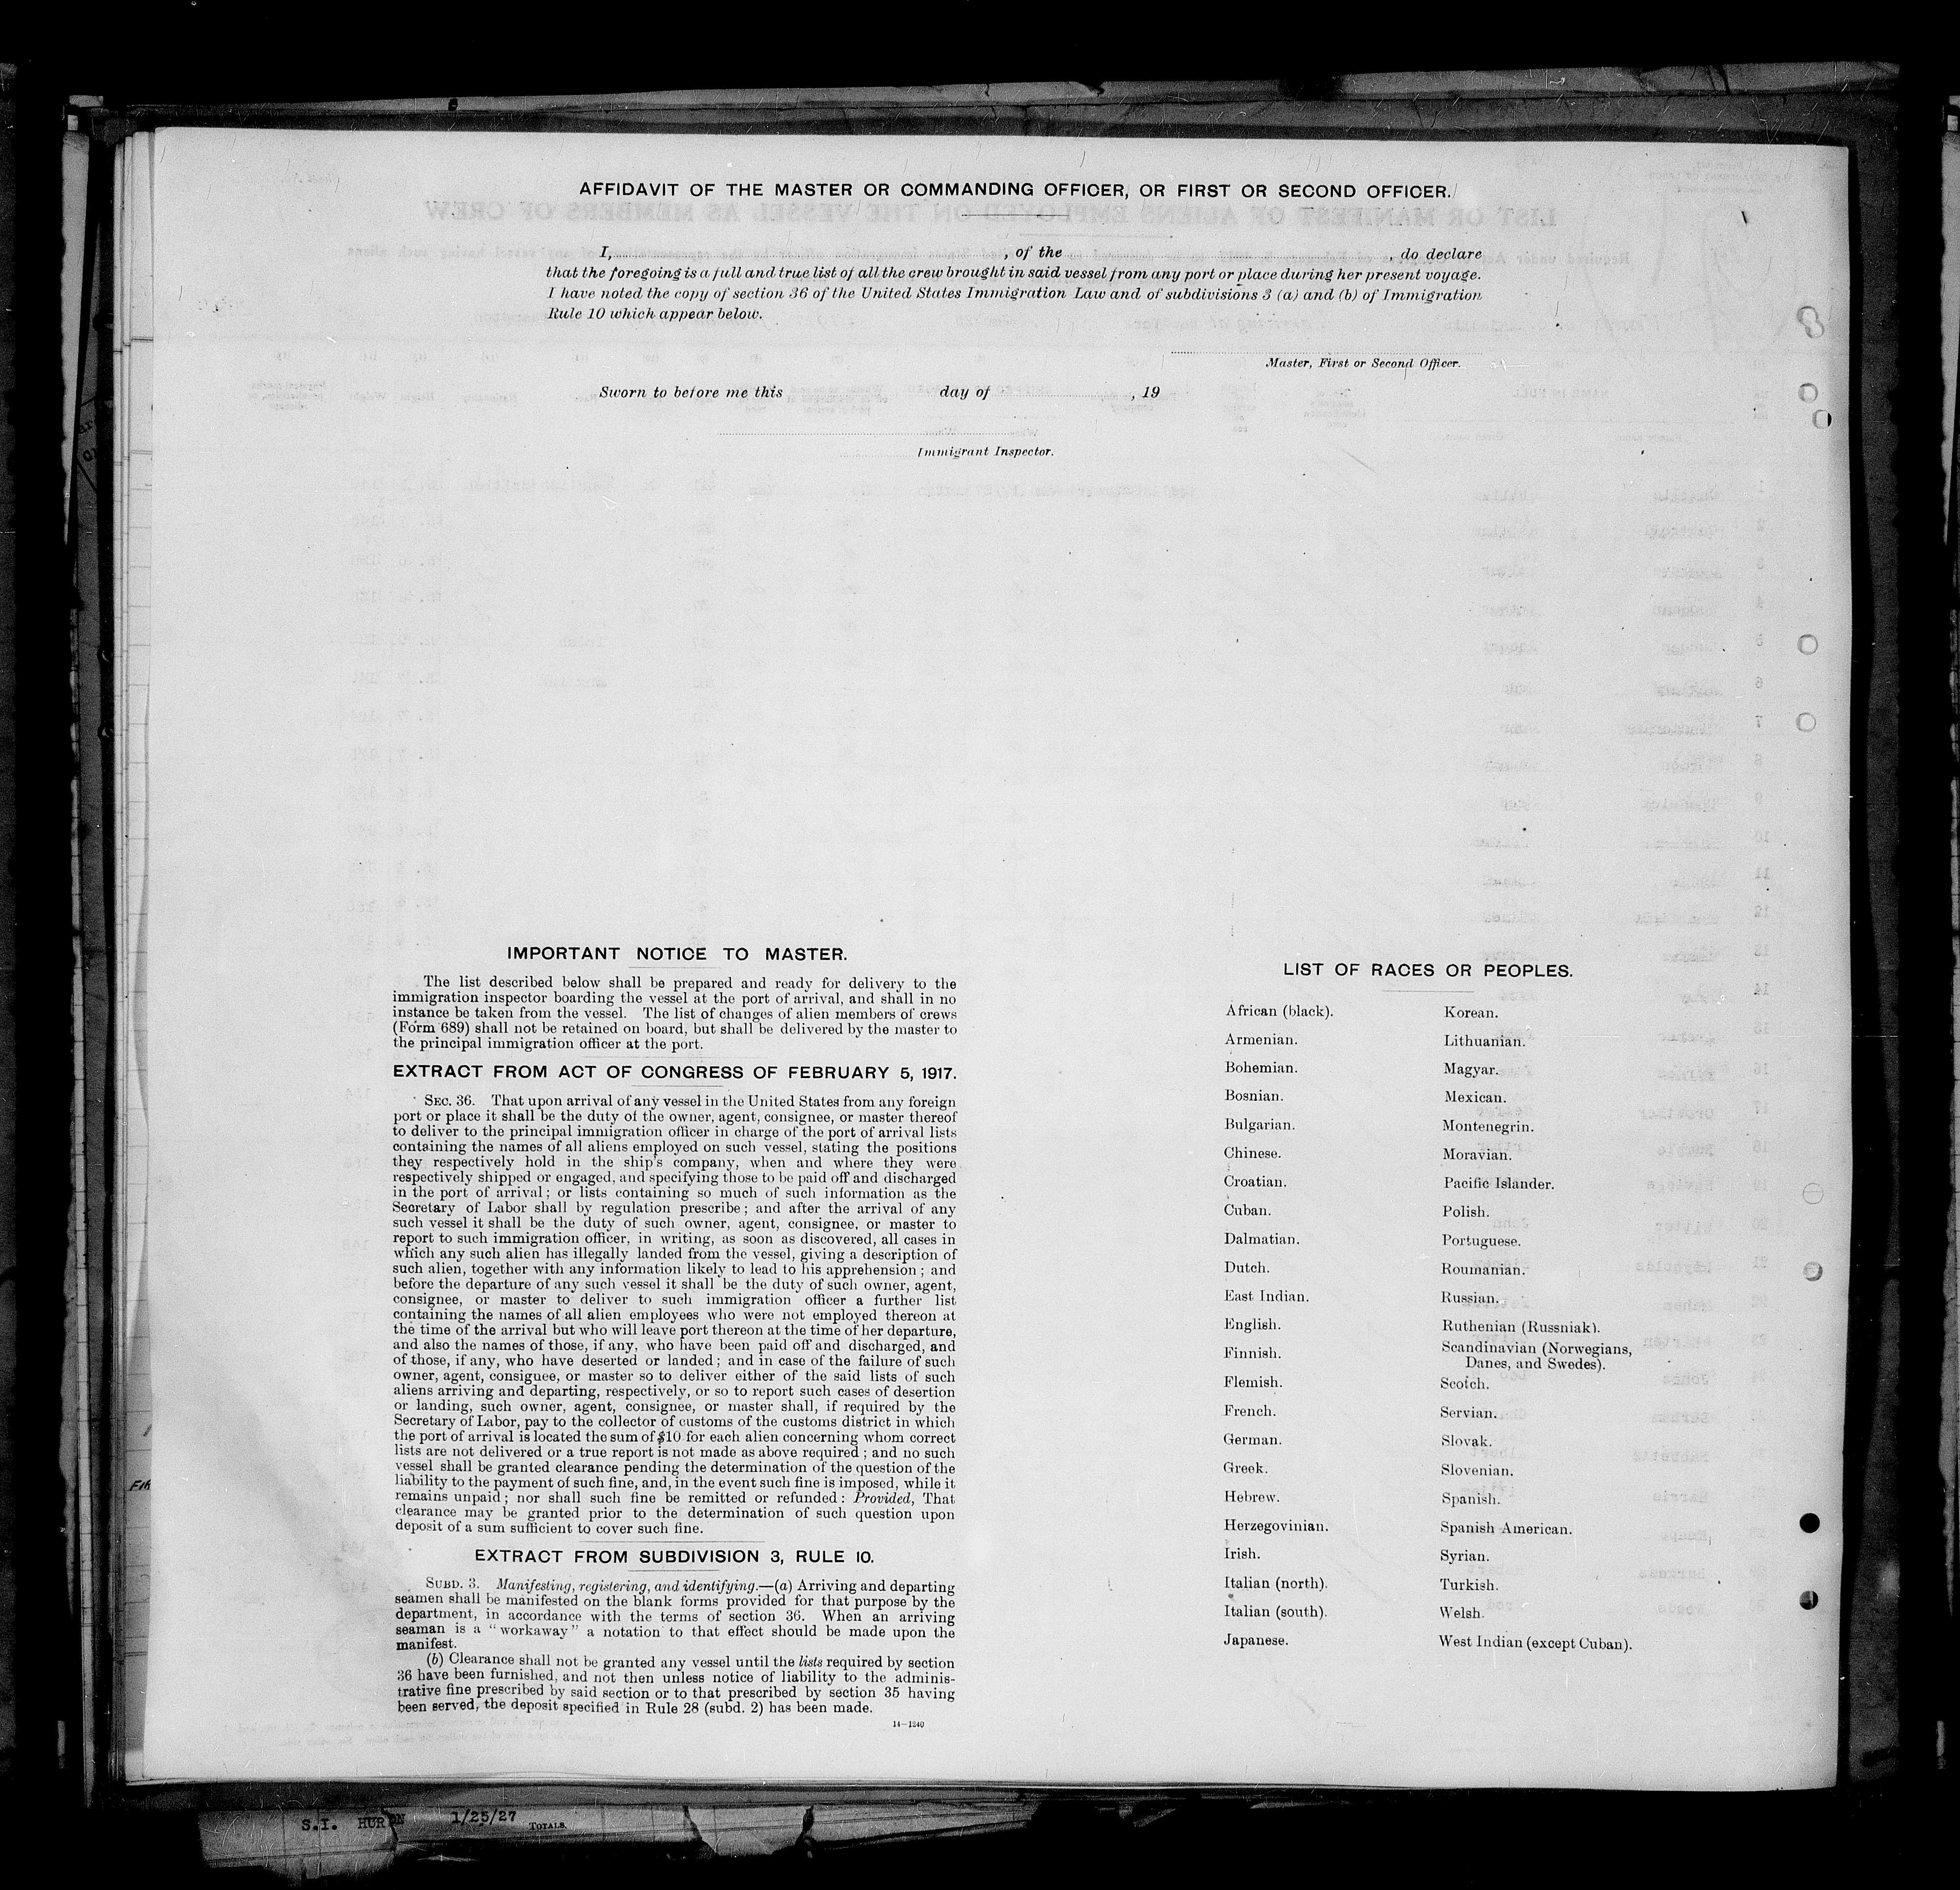 AFFIDAVIT OF THE MASTER OR COMMANDING OFFICER, OR FIRST OR SECOND OFFICER.
I, , of the , do declare
that the foregoing is a full and true list of all the crew brought in said vessel from any port or place during her present voyage.
I have noted the copy of section 36 of the United States Immigration Law and of subdivisions 3 (a) and (b) of Immigration
Rule 10 which appear below.
Master, First or Second Officer.
Sworn to before me this day of , 19
Immigrant Inspector.
IMPORTANT NOTICE TO MASTER.
The list described below shall be prepared and ready for delivery to the
immigration inspector boarding the vessel at the port of arrival, and shall in no
instance be taken from the vessel. The list of changes of alien members of crews
(Form 689) shall not be retained on board, but shall be delivered by the master to
the principal immigration officer at the port.
EXTRACT FROM ACT OF CONGRESS OF FEBRUARY 5, 1917.
SEC. 36. That upon arrival of any vessel in the United States from any foreign
port or place it shall be the duty of the owner, agent, consignee, or master thereof
to deliver to the principal immigration officer in charge of the port of arrival lists
containing the names of all aliens employed on such vessel, stating the positions
they respectively hold in the ship's company, when and where they were
respectively shipped or engaged, and specifying those to be paid off and discharged
in the port of arrival; or lists containing so much of such information as the
Secretary of Labor shall by regulation prescribe; and after the arrival of any
such vessel it shall be the duty of such owner, agent, consignee, or master to
report to such immigration officer, in writing, as soon as discovered, all cases in
which any such alien has illegally landed from the vessel, giving a description of
such alien, together with any information likely to lead to his apprehension; and
before the departure of any such vessel it shall be the duty of such owner, agent,
consignee, or master to deliver to such immigration officer a further list
containing the names of all alien employees who were not employed thereon at
the time of the arrival but who will leave port thereon at the time of her departure,
and also the names of those, if any, who have been paid off and discharged, and
of those, if any, who have deserted or landed; and in case of the failure of such
owner, agent, consignee, or master so to deliver either of the said lists of such
aliens arriving and departing, respectively, or so to report such cases of desertion
or landing, such owner, agent, consignee, or master shall, if required by the
Secretary of Labor, pay to the collector of customs of the customs district in which
the port of arrival is located the sum of $10 for each alien concerning whom correct
lists are not delivered or a true report is not made as above required; and no such
vessel shall be granted clearance pending the determination of the question of the
liability to the payment of such fine, and, in the event such fine is imposed, while it
remains unpaid; nor shall such fine be remitted or refunded: Provided, That
clearance may be granted prior to the determination of such question upon
deposit of a sum sufficient to cover such fine.
EXTRACT FROM SUBDIVISION 3, RULE 10.
SUBD. 3. Manifesting, registering, and identifying.—(a) Arriving and departing
seamen shall be manifested on the blank forms provided for that purpose by the
department, in accordance with the terms of section 36. When an arriving
seaman is a "workaway" a notation to that effect should be made upon the
manifest.
(b) Clearance shall not be granted any vessel until the lists required by section
36 have been furnished, and not then unless notice of liability to the adminis-
trative fine prescribed by said section or to that prescribed by section 35 having
been served, the deposit specified in Rule 28 (subd. 2) has been made.
14—1240
LIST OF RACES OR PEOPLES.
African (black).
Armenian.
Bohemian.
Bosnian.
Bulgarian.
Chinese.
Croatian.
Cuban.
Dalmatian.
Dutch.
East Indian.
English.
Finnish.
Flemish.
French.
German.
Greek.
Hebrew.
Herzegovinian.
Irish.
Italian (north).
Italian (south).
Japanese.
Korean.
Lithuanian.
Magyar.
Mexican.
Montenegrin.
Moravian.
Pacific Islander.
Polish.
Portuguese.
Roumanian.
Russian.
Ruthenian (Russniak).
Scandinavian (Norwegians,
Danes, and Swedes).
Scotch.
Servian.
Slovak.
Slovenian.
Spanish.
Spanish American.
Syrian.
Turkish.
Welsh.
West Indian (except Cuban).
S.I. HURON 1/25/27 TOTALS